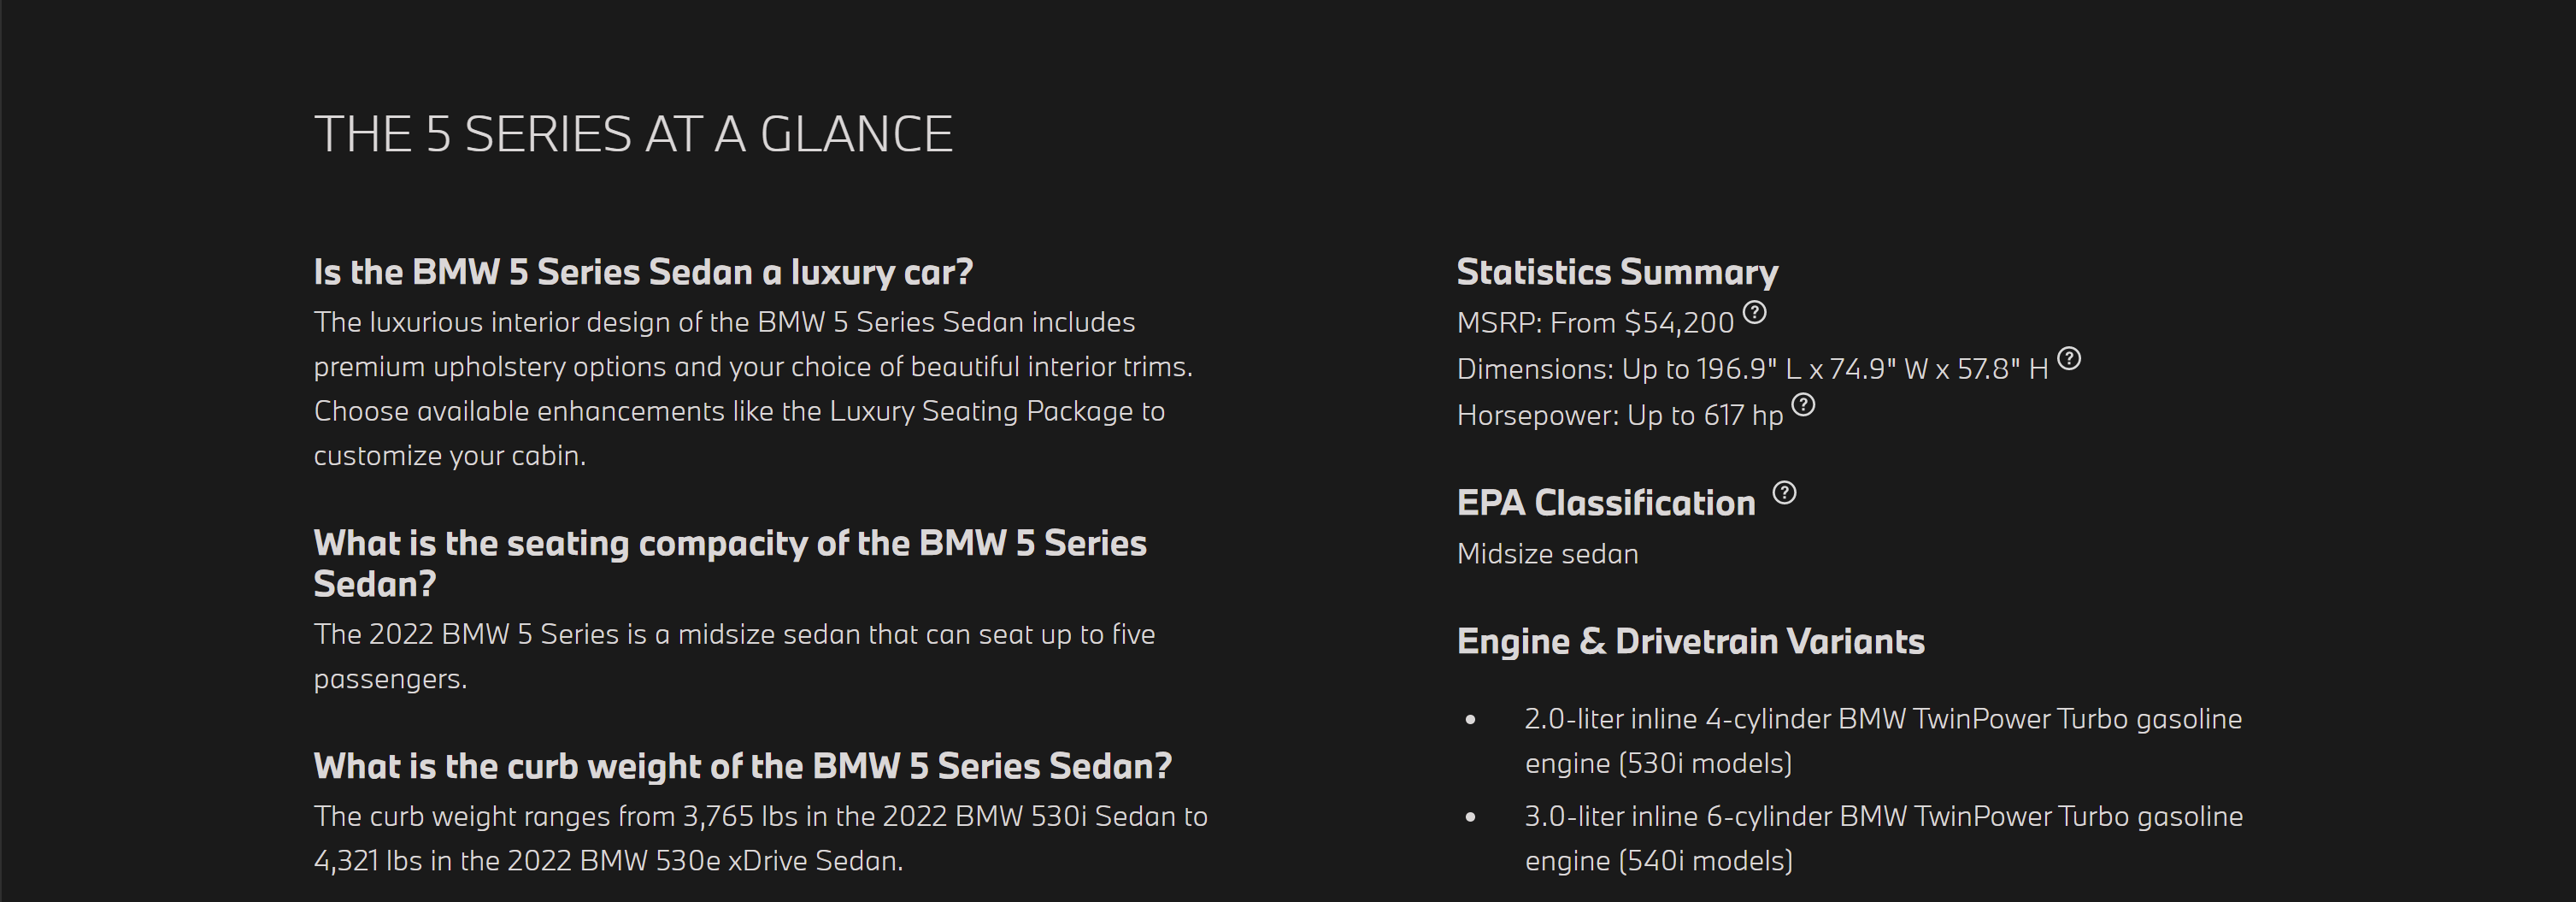 THE 5 SERIES AT A GLANCE
Is the BMW 5 Series Sedan a luxury car?
The luxurious interior design of the BMW 5 Series Sedan includes
premium upholstery options and your choice of beautiful interior trims.
Choose available enhancements like the Luxury Seating Package to
customize your cabin.
What is the seating compacity of the BMW 5 Series
Sedan?
The 2022 BMW 5 Series is a midsize sedan that can seat up to five
passengers.
What is the curb weight of the BMW 5 Series Sedan?
The curb weight ranges from 3,765 lbs in the 2022 BMW 530i Sedan to
4,321 lbs in the 2022 BMW 530e xDrive Sedan.
Statistics Summary
MSRP: From $54,200 ?
Dimensions: Up to 196.9" L x 74.9" W x 57.8" H ?
Horsepower: Up to 617 hp ?
EPA Classification ?
Midsize sedan
Engine & Drivetrain Variants
• 2.0-liter inline 4-cylinder BMW TwinPower Turbo gasoline
engine (530i models)
• 3.0-liter inline 6-cylinder BMW TwinPower Turbo gasoline
engine (540i models)